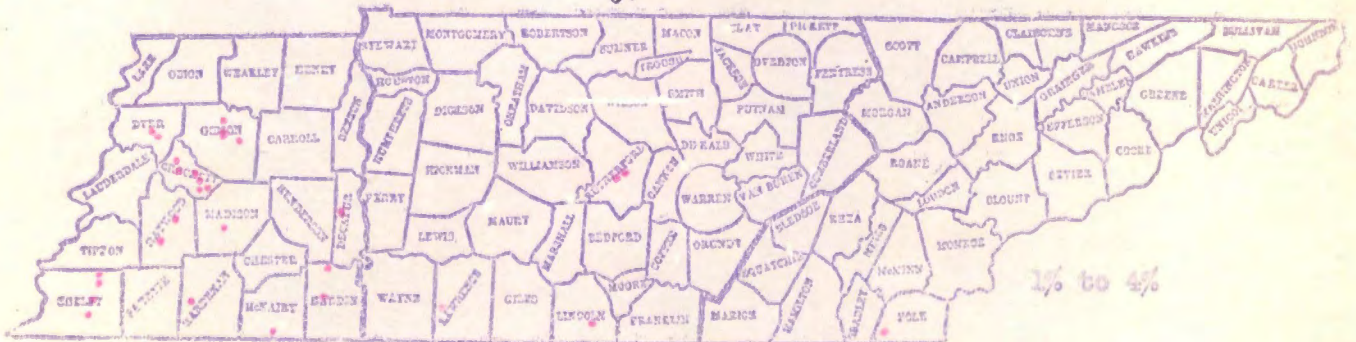 STEWART MONTGOMERY ROBERTSON SUMNER MACON CLAY PICKETT SCOTT CAMPBELL CLAIBORNE HANCOCK HAWKINS SULLIVAN JOHNSON
LAKE OBION WEAKLEY HENRY HOUSTON CHEATHAM TROUSDALE JACKSON OVERTON FENTRESS UNION GRAINGER HAMBLEN GREENE WASHINGTON CARTER
UNICOI
DYER GIBSON CARROLL BENTON HUMPHREYS DICKSON DAVIDSON WILSON SMITH PUTNAM MORGAN ANDERSON KNOX JEFFERSON COCKE
LAUDERDALE CROCKETT HICKMAN WILLIAMSON RUTHERFORD CANNON DE KALB WHITE CUMBERLAND ROANE LOUDON SEVIER
TIPTON MADISON HENDERSON DECATUR PERRY LEWIS MAURY MARSHALL BEDFORD COFFEE WARREN VAN BUREN BLEDSOE RHEA MEIGS BLOUNT
CHESTER GRUNDY MONROE
SHELBY FAYETTE HARDEMAN McNAIRY HARDIN WAYNE LAWRENCE GILES LINCOLN MOORE FRANKLIN MARION HAMILTON BRADLEY McMINN POLK
1% to 4%